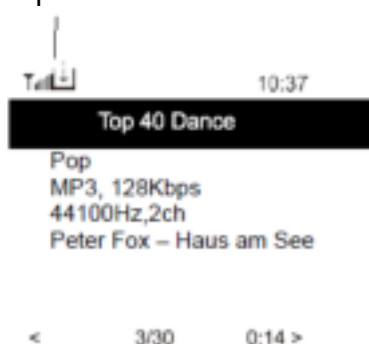 10:37
Top 40 Dance
Pop
MP3, 128Kbps
44100Hz,2ch
Peter Fox – Haus am See
< 3/30 0:14 >